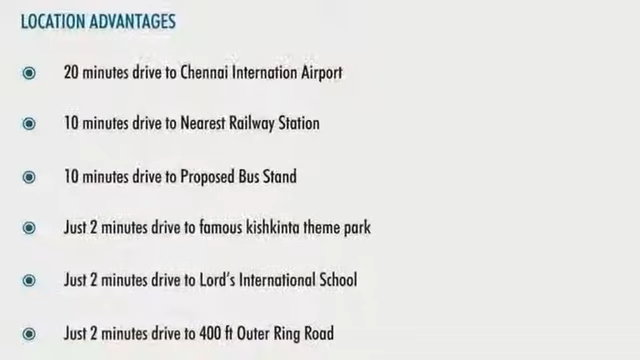 LOCATION ADVANTAGES
20 minutes drive to Chennai Internation Airport
10 minutes drive to Nearest Railway Station
10 minutes drive to Proposed Bus Stand
Just 2 minutes drive to famous kishkinta theme park
Just 2 minutes drive to Lord's International School
Just 2 minutes drive to 400 ft Outer Ring Road